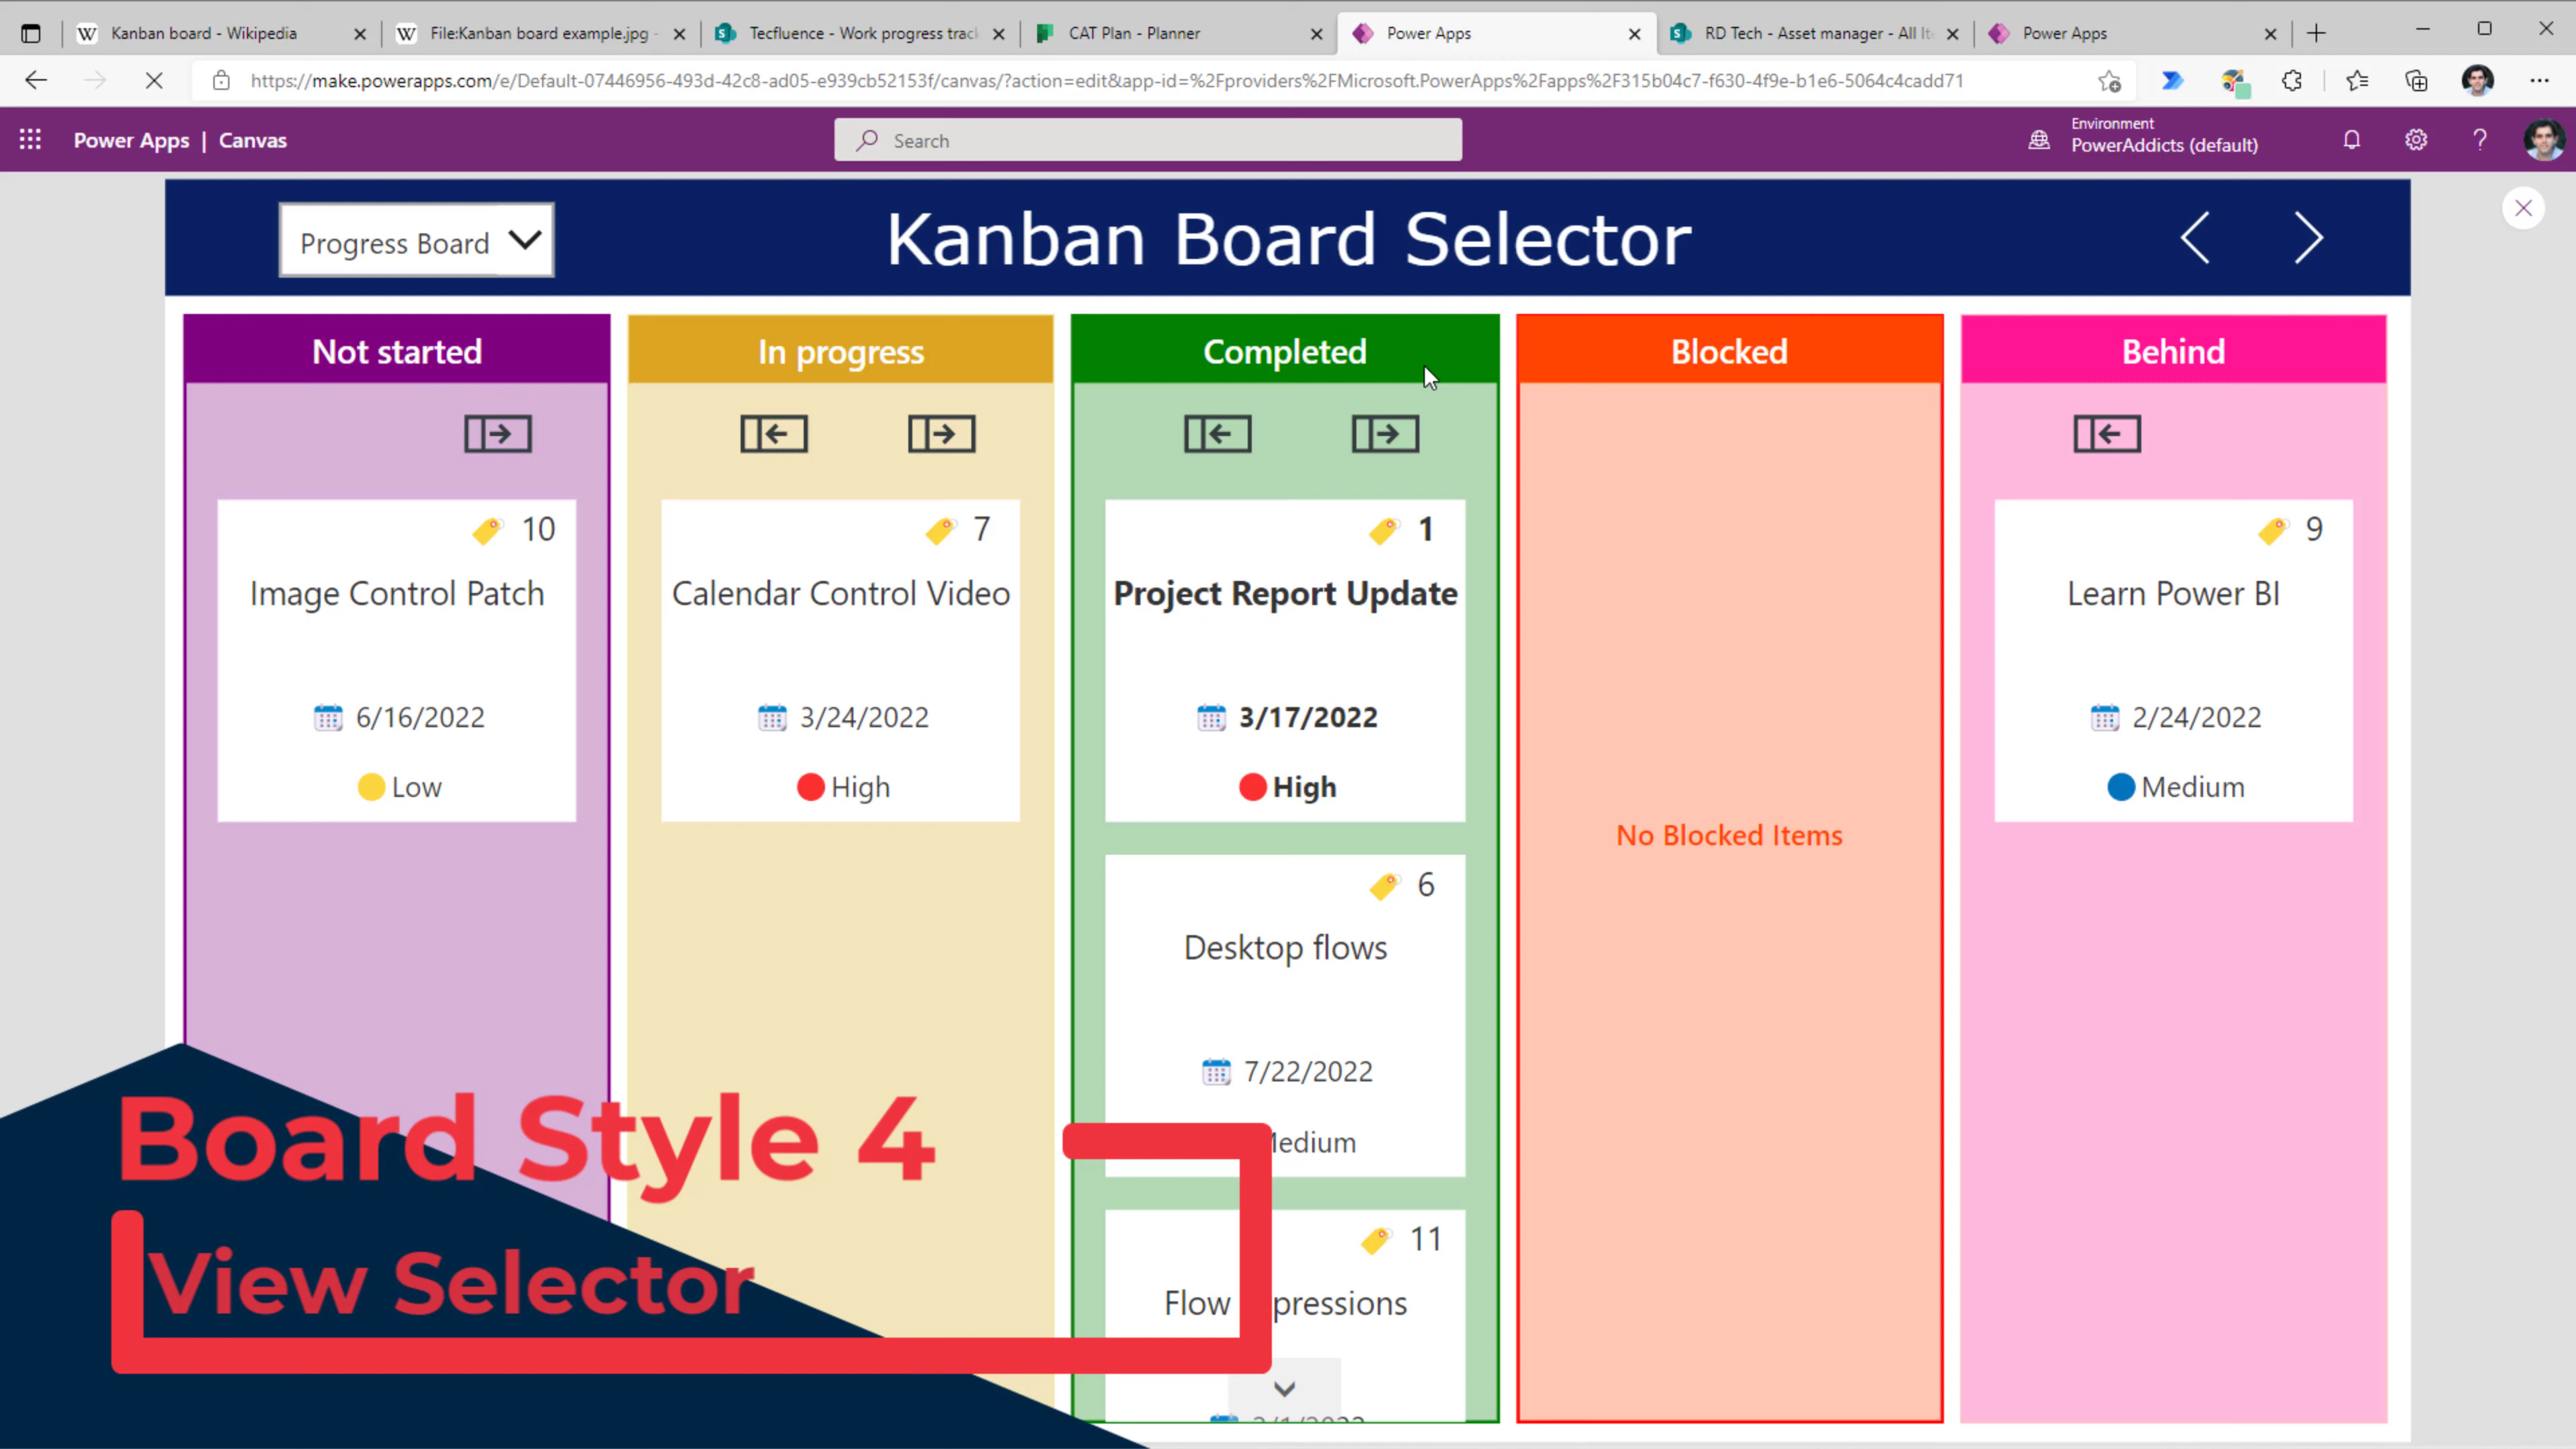 Kanban board - Wikipedia
File:Kanban board example.jpg -
Tecfluence - Work progress track
CAT Plan - Planner
Power Apps
RD Tech - Asset manager - All It
Power Apps
https://make.powerapps.com/e/Default-07446956-493d-42c8-ad05-e939cb52153f/canvas/?action=edit&app-id=%2Fproviders%2FMicrosoft.PowerApps%2Fapps%2F315b04c7-f630-4f9e-b1e6-5064c4cadd71
Power Apps | Canvas
Search
Environment
PowerAddicts (default)
Progress Board
Kanban Board Selector
Not started
In progress
Completed
Blocked
Behind
10
Image Control Patch
6/16/2022
Low
7
Calendar Control Video
3/24/2022
High
1
Project Report Update
3/17/2022
High
6
Desktop flows
7/22/2022
Medium
11
Flow pressions
No Blocked Items
9
Learn Power BI
2/24/2022
Medium
Board Style 4
View Selector